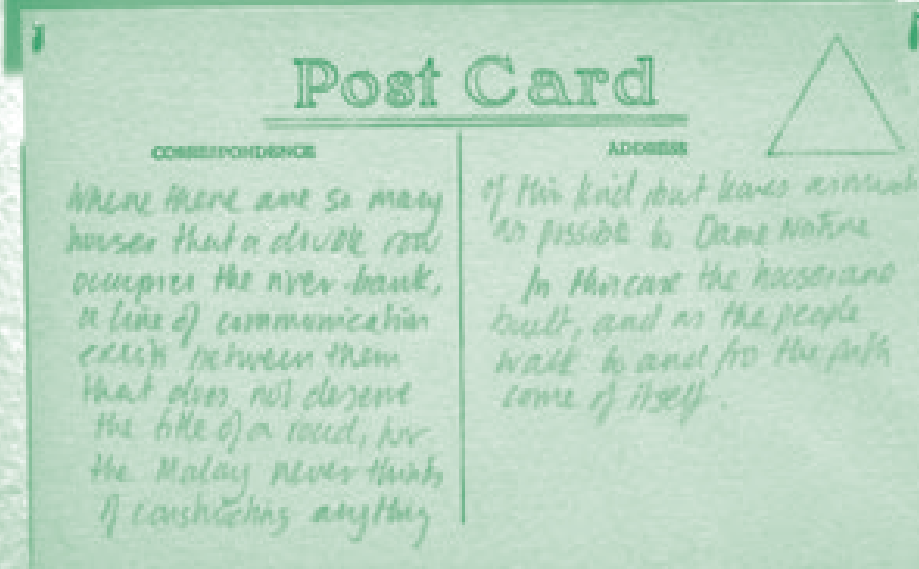 Post Card
CORRESPONDENCE
ADDRESS
Where there are so many
houses that a double row
occupies the river-bank,
a line of communication
exists between them
that does not deserve
the title of a road, for
the Malay never thinks
of constructing anything
of this kind but leaves as much
as possible to Dame Nature
In this case the houses are
built, and as the people
walk to and fro the path
come of itself.